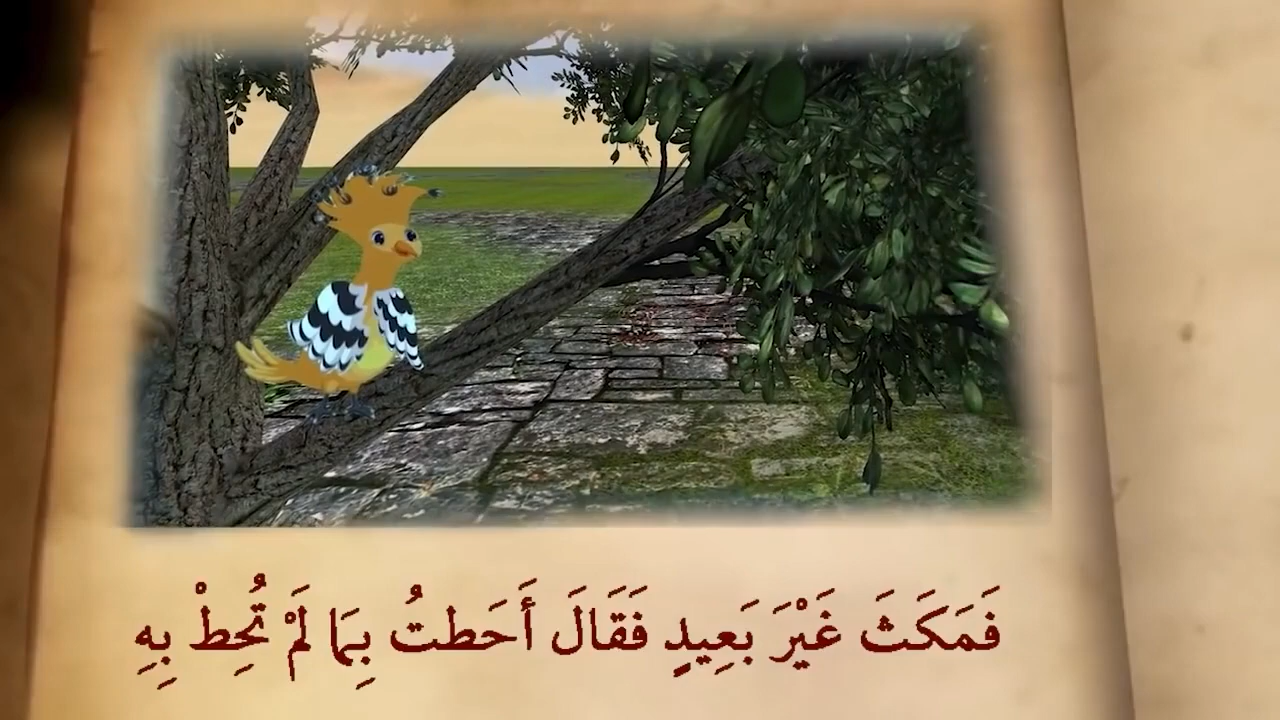 فَمَكَثَ غَيْرَ بَعِيدٍ فَقَالَ أَحَطتُ بِمَا لَمْ تُحِطْ بِهِ